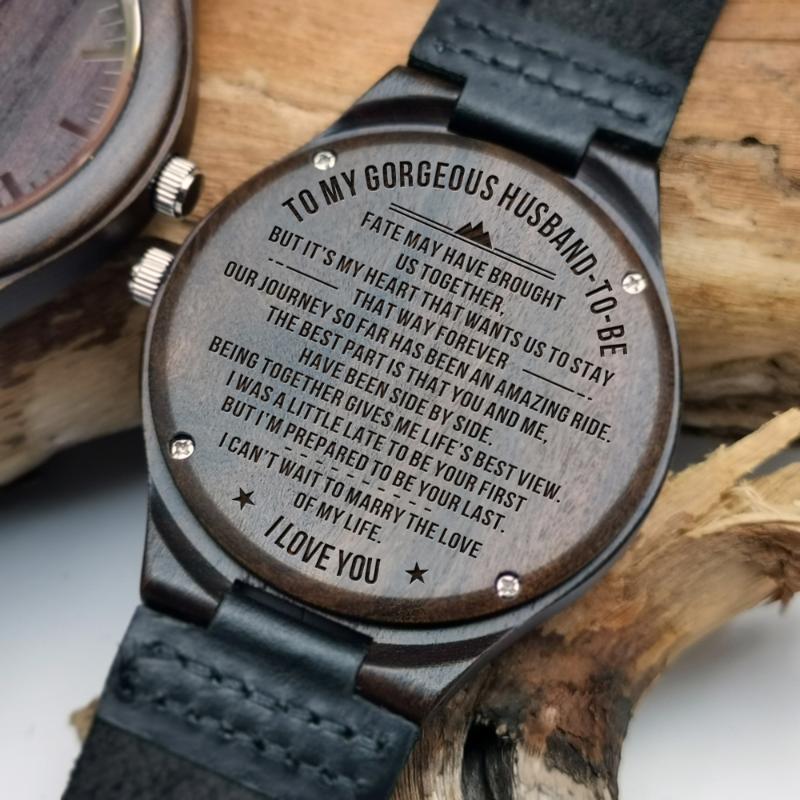 TO MY GORGEOUS HUSBAND-TO-BE
FATE MAY HAVE BROUGHT
US TOGETHER,
BUT IT'S MY HEART THAT WANTS US TO STAY
THAT WAY FOREVER
OUR JOURNEY SO FAR HAS BEEN AN AMAZING RIDE.
THE BEST PART IS THAT YOU AND ME,
HAVE BEEN SIDE BY SIDE.
BEING TOGETHER GIVES ME LIFE'S BEST VIEW.
I WAS A LITTLE LATE TO BE YOUR FIRST
BUT I'M PREPARED TO BE YOUR LAST.
I CAN'T WAIT TO MARRY THE LOVE
OF MY LIFE.
I LOVE YOU